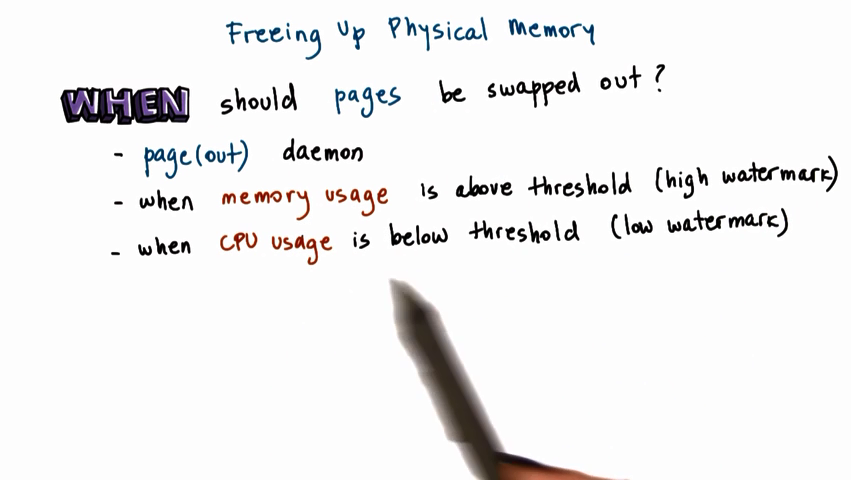 Freeing Up Physical Memory
WHEN should pages be swapped out?
- page(out) daemon
- when memory usage is above threshold (high watermark)
- when CPU usage is below threshold (low watermark)